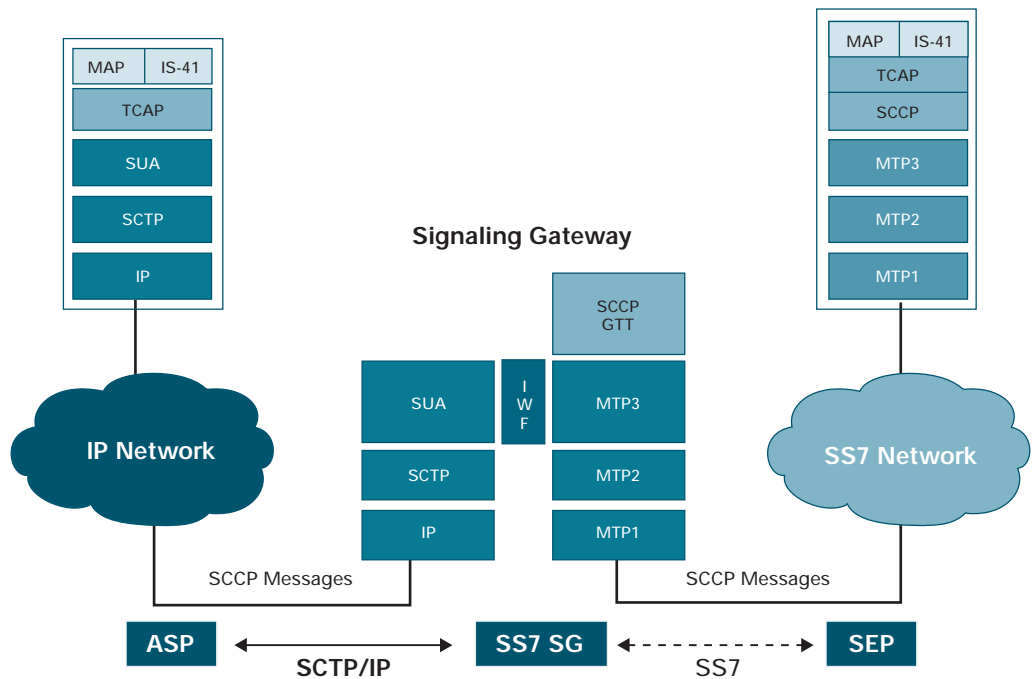 MAP
IS-41
TCAP
SUA
SCTP
IP
IP Network
Signaling Gateway
SUA
SCTP
IP
I
W
F
SCCP
GTT
MTP3
MTP2
MTP1
MAP
IS-41
TCAP
SCCP
MTP3
MTP2
MTP1
SS7 Network
SCCP Messages
SCCP Messages
ASP
SCTP/IP
SS7 SG
SS7
SEP